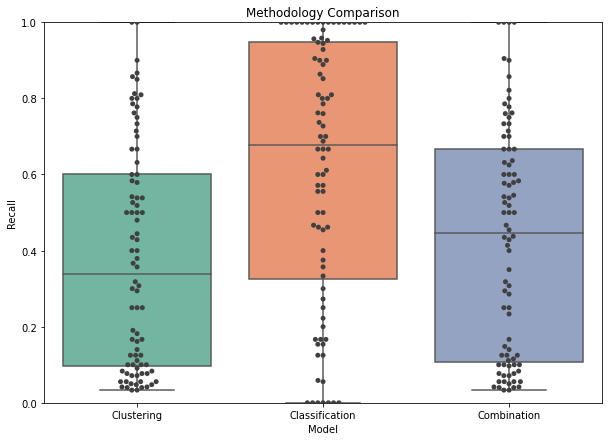 Methodology Comparison
1.0
0.8
0.6
0.4
0.2
0.0
Recall
Clustering
Classification
Combination
Model